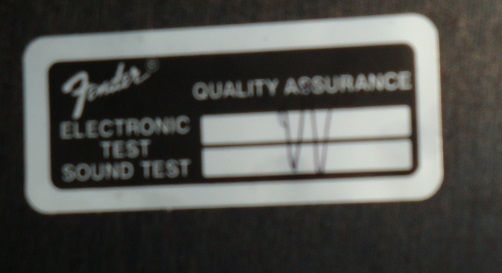 Fender®
QUALITY ASSURANCE
ELECTRONIC
TEST
SOUND TEST